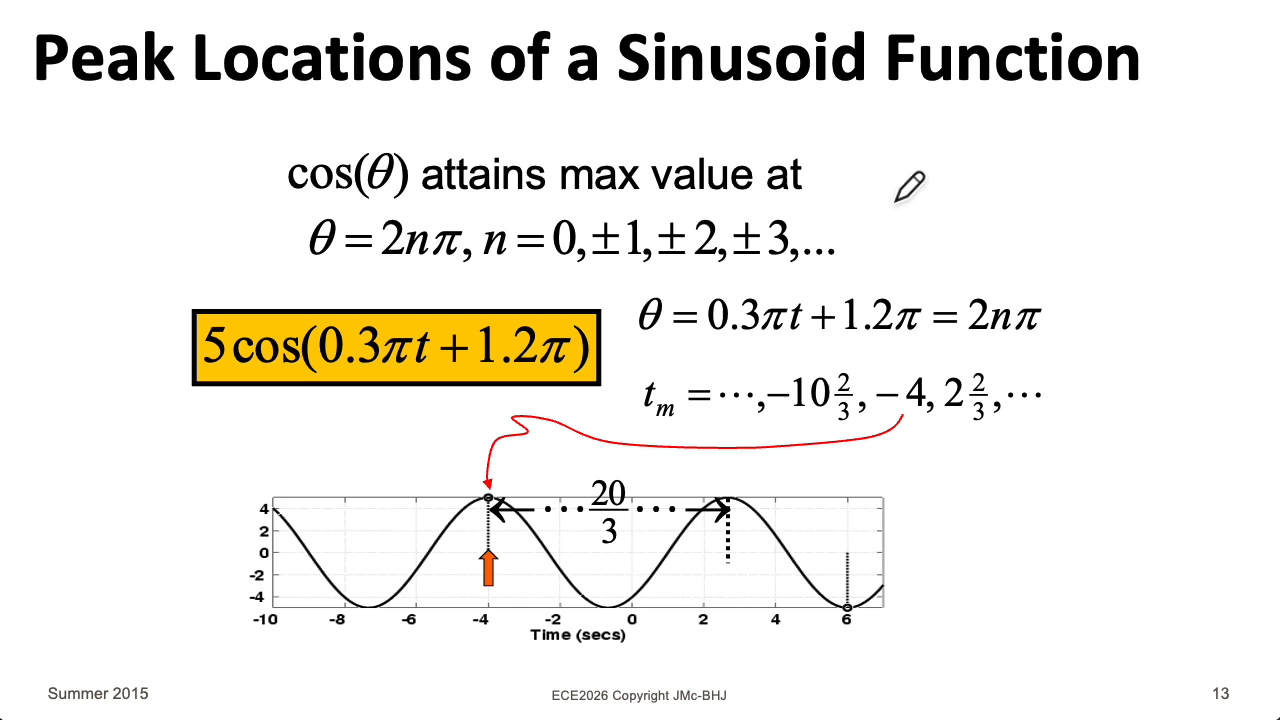 Peak Locations of a Sinusoid Function
cos(θ) attains max value at
θ = 2nπ, n = 0,±1,±2,±3,...
θ = 0.3πt + 1.2π = 2nπ
5cos(0.3πt + 1.2π)
t_m = ⋯,−10 2/3, −4, 2 2/3,⋯
20/3
4
2
0
-2
-4
-10 -8 -6 -4 -2 0 2 4 6
Time (secs)
Summer 2015
ECE2026 Copyright JMc-BHJ
13